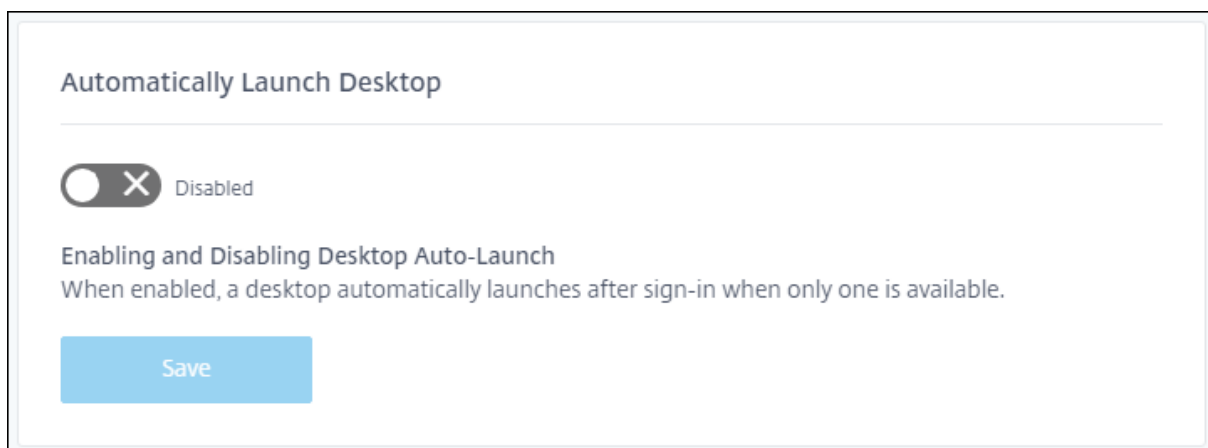 Automatically Launch Desktop
Disabled
Enabling and Disabling Desktop Auto-Launch
When enabled, a desktop automatically launches after sign-in when only one is available.
Save